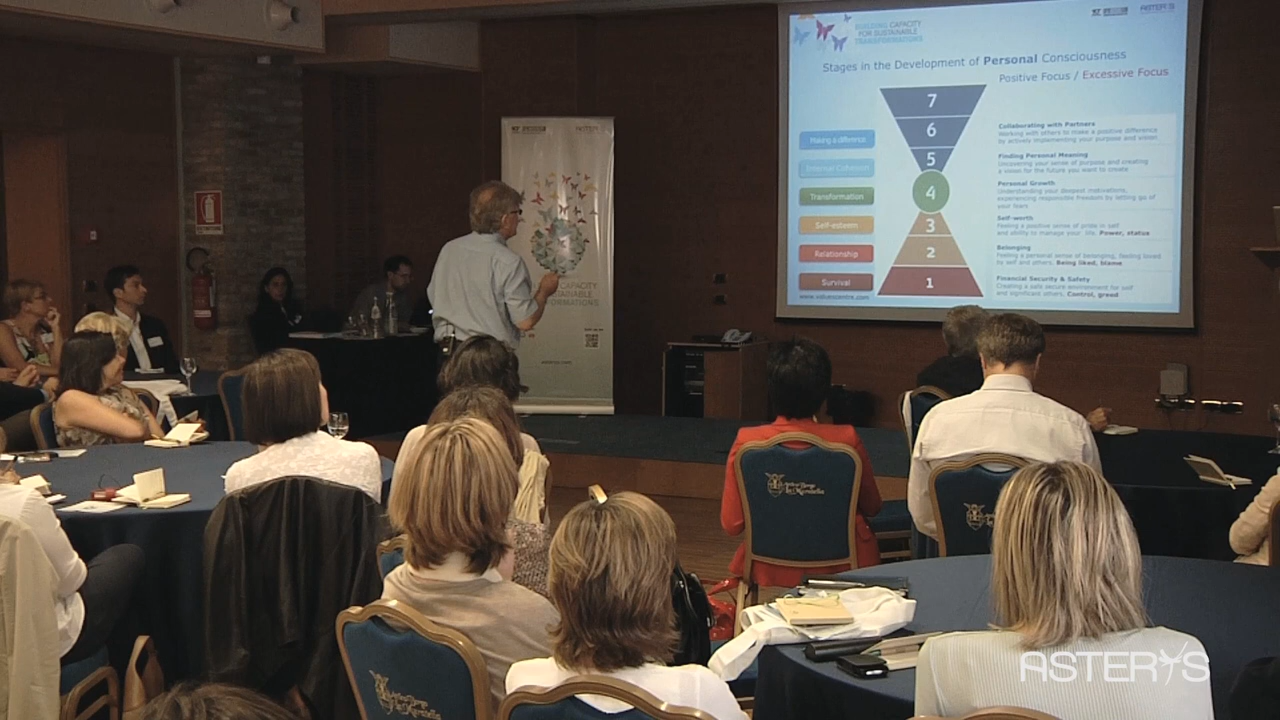 BUILDING CAPACITY
FOR SUSTAINABLE
TRANSFORMATIONS
ASTERYS
Stages in the Development of Personal Consciousness
Positive Focus / Excessive Focus
7
6
5
4
3
2
1
Making a difference
Internal Cohesion
Transformation
Self-esteem
Relationship
Survival
www.valuescentre.com
Collaborating with Partners
Working with others to make a positive difference
by actively implementing your purpose and vision
Finding Personal Meaning
Uncovering your sense of purpose and creating
a vision for the future you want to create
Personal Growth
Understanding your deepest motivations,
experiencing responsible freedom by letting go of
your fears
Self-worth
Feeling a positive sense of pride in self
and ability to manage your life. Power, status
Belonging
Feeling a personal sense of belonging, feeling loved
by self and others. Being liked, blame
Financial Security & Safety
Creating a safe secure environment for self
and significant others. Control, greed
CAPACITY
SUSTAINABLE
FORMATIONS
ASTERYS